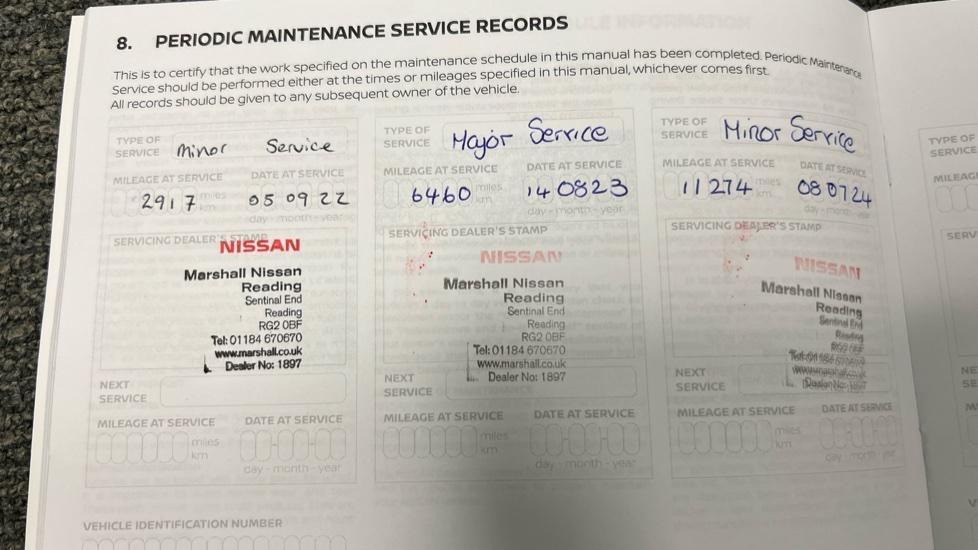 8. PERIODIC MAINTENANCE SERVICE RECORDS
This is to certify that the work specified on the maintenance schedule in this manual has been completed. Periodic Maintenance
Service should be performed either at the times or mileages specified in this manual, whichever comes first.
All records should be given to any subsequent owner of the vehicle.
TYPE OF
SERVICE
Minor Service
MILEAGE AT SERVICE DATE AT SERVICE
2917 miles
km
05 09 22
day - month - year
SERVICING DEALER'S STAMP
NISSAN
Marshall Nissan
Reading
Sentinal End
Reading
RG2 0BF
Tel: 01184 670670
www.marshall.co.uk
Dealer No: 1897
NEXT
SERVICE
MILEAGE AT SERVICE DATE AT SERVICE
miles
km
day - month - year
VEHICLE IDENTIFICATION NUMBER
TYPE OF
SERVICE
Major Service
MILEAGE AT SERVICE DATE AT SERVICE
6460 miles
km
14 08 23
day - month - year
SERVICING DEALER'S STAMP
NISSAN
Marshall Nissan
Reading
Sentinal End
Reading
RG2 0BF
Tel: 01184 670670
www.marshall.co.uk
Dealer No: 1897
NEXT
SERVICE
MILEAGE AT SERVICE DATE AT SERVICE
miles
km
day - month - year
TYPE OF
SERVICE
Minor Service
MILEAGE AT SERVICE DATE AT SERVICE
11274 miles
km
08 07 24
day - month - year
SERVICING DEALER'S STAMP
NISSAN
Marshall Nissan
Reading
Sentinal End
Reading
NEXT
SERVICE
MILEAGE AT SERVICE DATE AT SERVICE
miles
km
day - month - year
TYPE OF
SERVICE